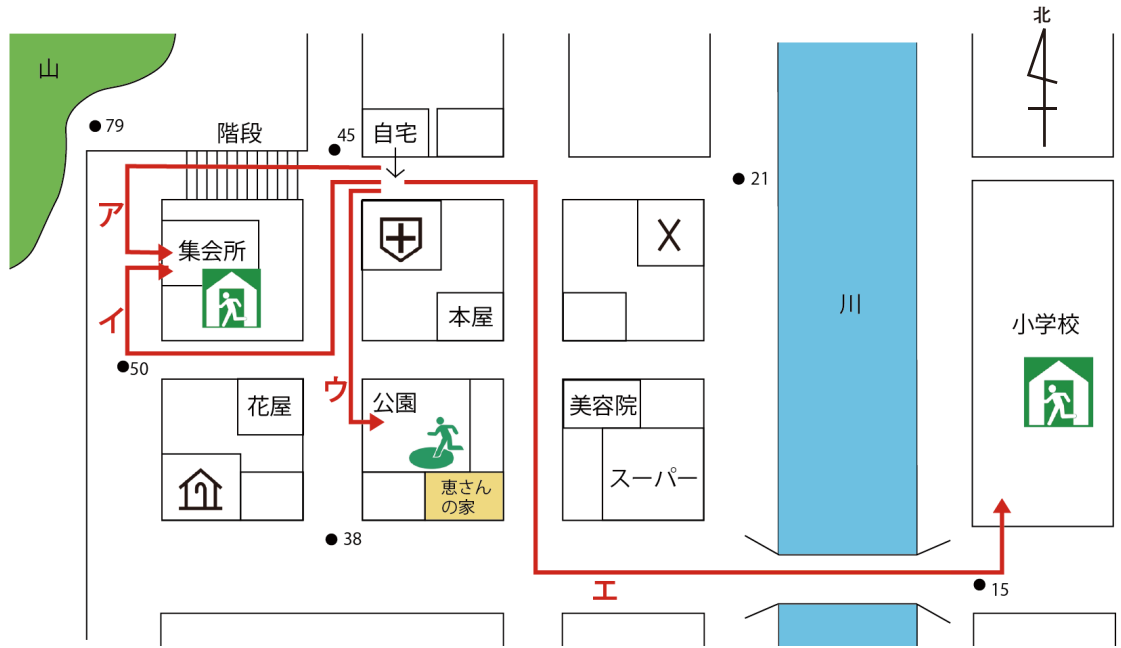 北
山
79
階段
45
自宅
21
ア
集会所
川
イ
本屋
小学校
50
ウ
公園
花屋
美容院
スーパー
恵さん
の家
38
エ
15